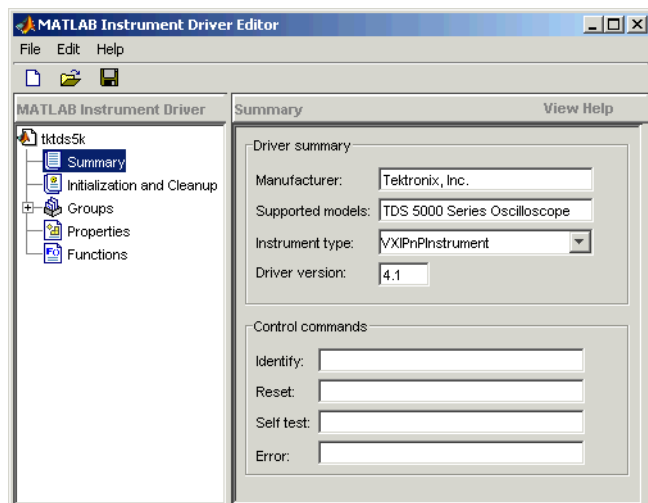 MATLAB Instrument Driver Editor
File Edit Help
MATLAB Instrument Driver
Summary View Help
tktds5k
Summary
Initialization and Cleanup
Groups
Properties
Functions
Driver summary
Manufacturer: Tektronix, Inc.
Supported models: TDS 5000 Series Oscilloscope
Instrument type: VXIPnPInstrument
Driver version: 4.1
Control commands
Identify:
Reset:
Self test:
Error: